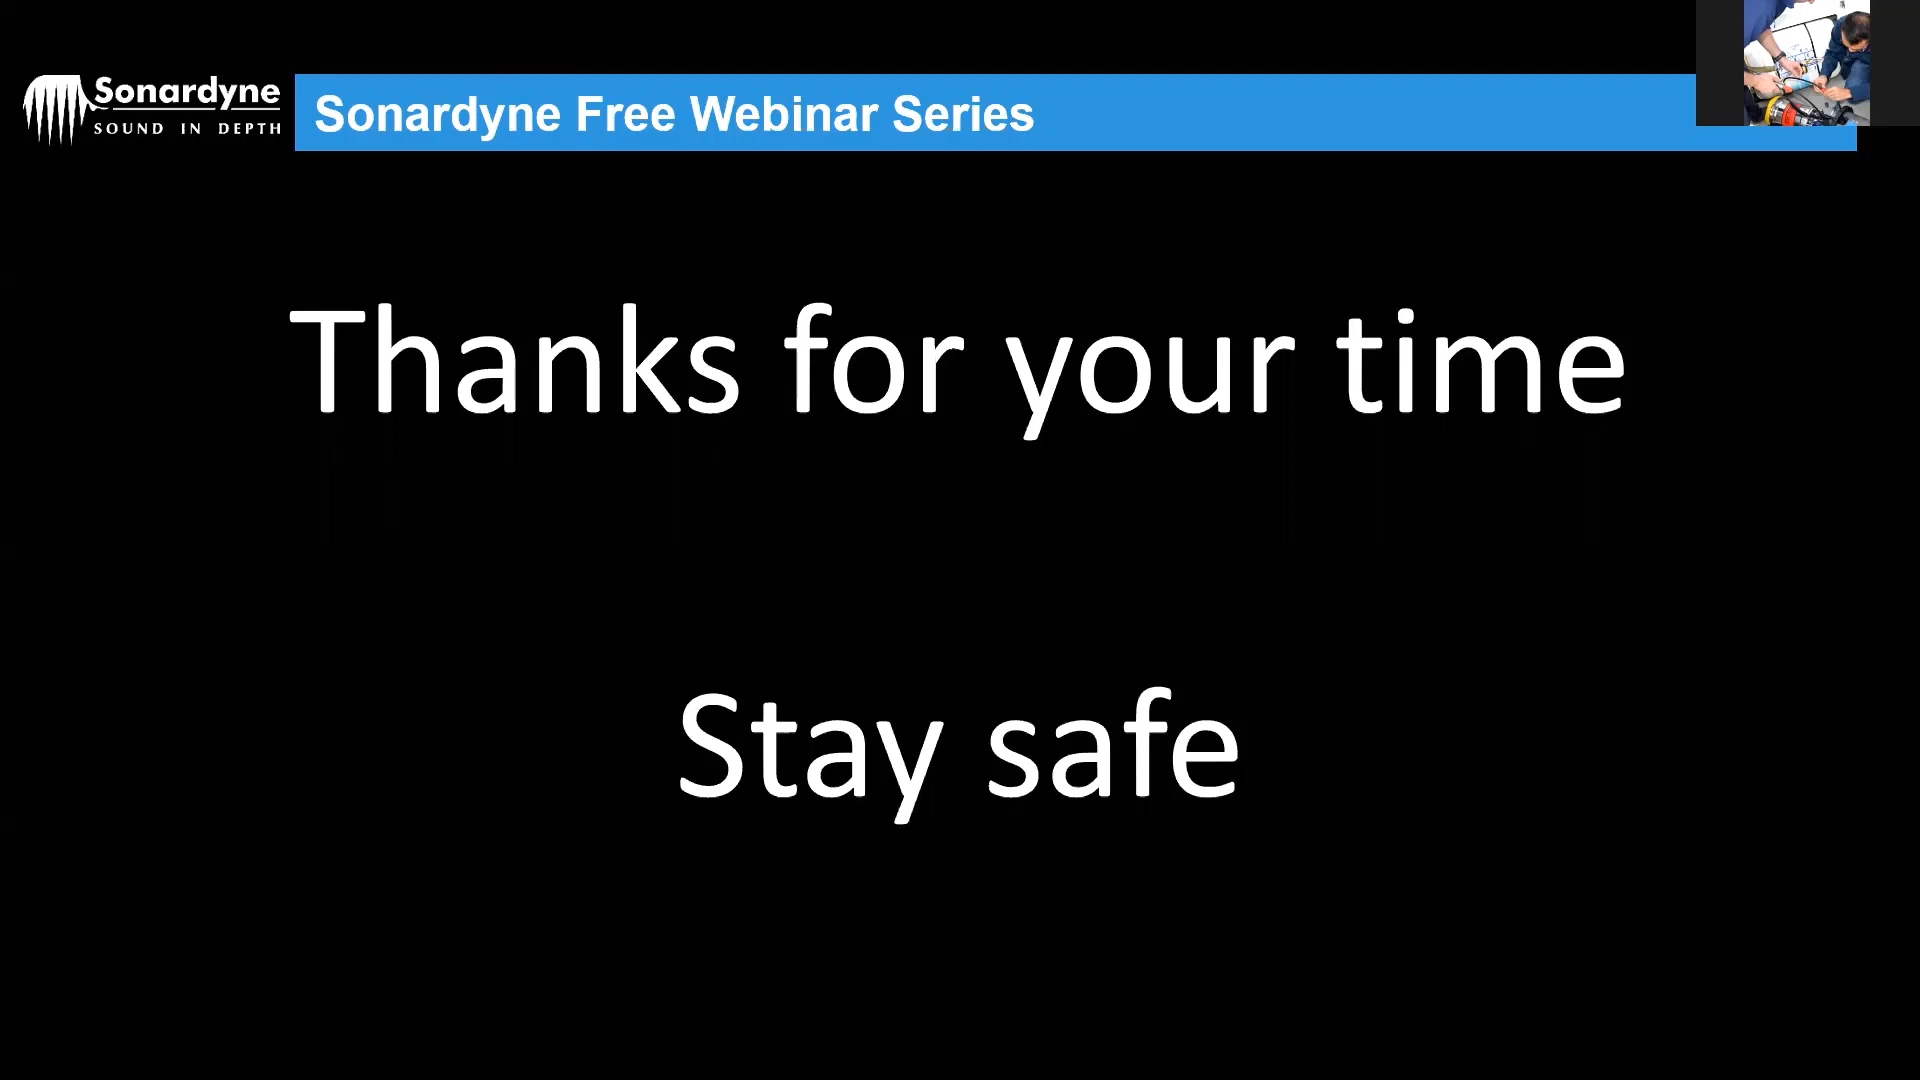 Sonardyne
SOUND IN DEPTH
Sonardyne Free Webinar Series
Thanks for your time
Stay safe